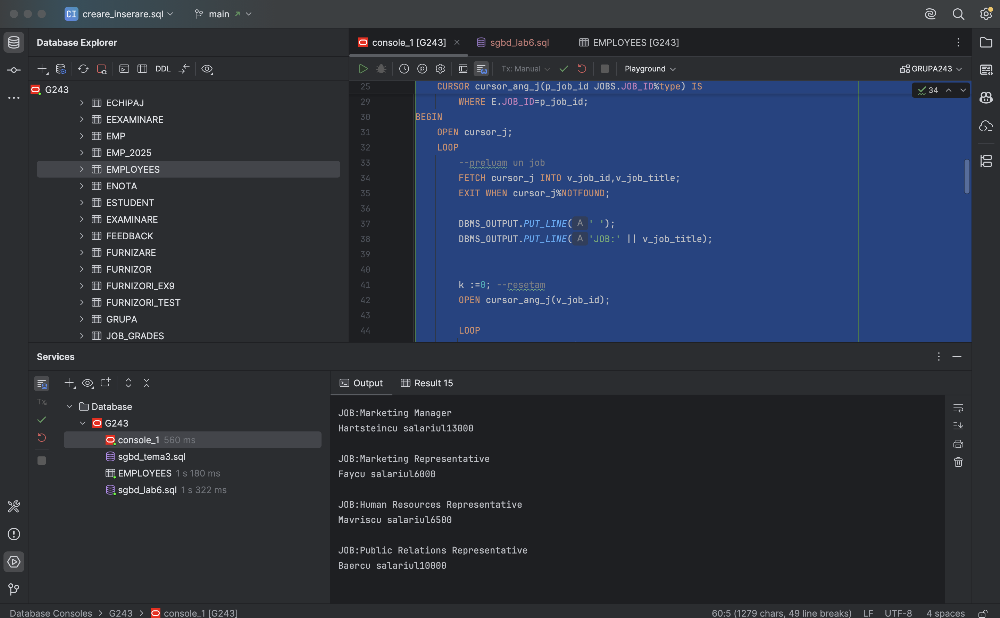 CI creare_inserare.sql main
Database Explorer
console_1 [G243] sgbd_lab6.sql EMPLOYEES [G243]
DDL
Tx: Manual Playground GRUPA243
G243
ECHIPAJ
EEXAMINARE
EMP
EMP_2025
EMPLOYEES
ENOTA
ESTUDENT
EXAMINARE
FEEDBACK
FURNIZARE
FURNIZOR
FURNIZORI_EX9
FURNIZORI_TEST
GRUPA
JOB_GRADES
34
25 CURSOR cursor_ang_j(p_job_id JOBS.JOB_ID%type) IS
29 WHERE E.JOB_ID=p_job_id;
30 BEGIN
31 OPEN cursor_j;
32 LOOP
33 --preluam un job
34 FETCH cursor_j INTO v_job_id,v_job_title;
35 EXIT WHEN cursor_j%NOTFOUND;
36
37 DBMS_OUTPUT.PUT_LINE( A ' ');
38 DBMS_OUTPUT.PUT_LINE( A 'JOB:' || v_job_title);
39
40
41 k :=0; --resetam
42 OPEN cursor_ang_j(v_job_id);
43
44 LOOP
Services
Tx
Database
G243
console_1 560 ms
sgbd_tema3.sql
EMPLOYEES 1 s 180 ms
sgbd_lab6.sql 1 s 322 ms
Output Result 15
JOB:Marketing Manager
Hartsteincu salariul13000
JOB:Marketing Representative
Faycu salariul6000
JOB:Human Resources Representative
Mavriscu salariul6500
JOB:Public Relations Representative
Baercu salariul10000
Database Consoles > G243 > console_1 [G243]
60:5 (1279 chars, 49 line breaks) LF UTF-8 4 spaces